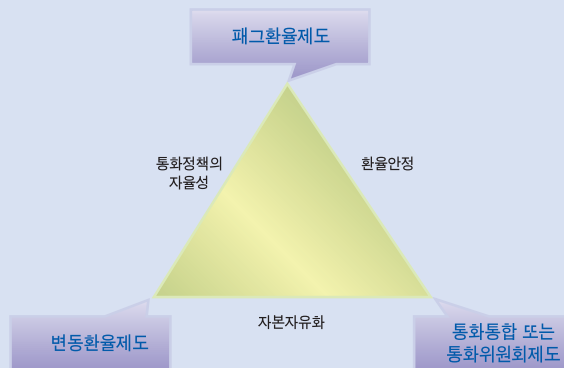 패그환율제도
통화정책의
자율성
환율안정
자본자유화
변동환율제도
통화통합 또는
통화위원회제도